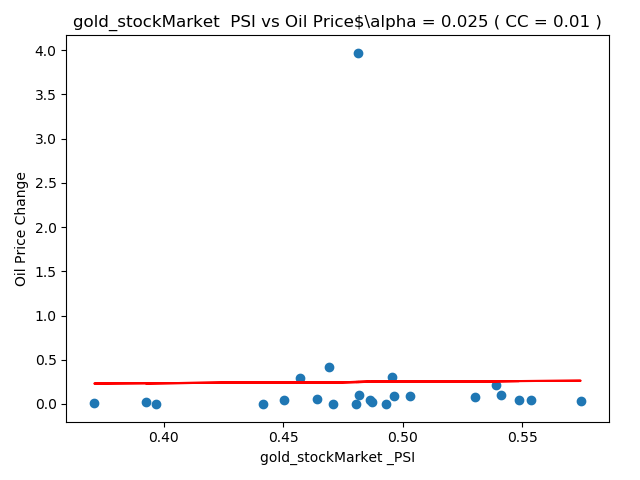 gold_stockMarket  PSI vs Oil Price$\alpha = 0.025 ( CC = 0.01 )
4.0
3.5
3.0
2.5
2.0
1.5
1.0
0.5
0.0
Oil Price Change
0.40 0.45 0.50 0.55
gold_stockMarket _PSI